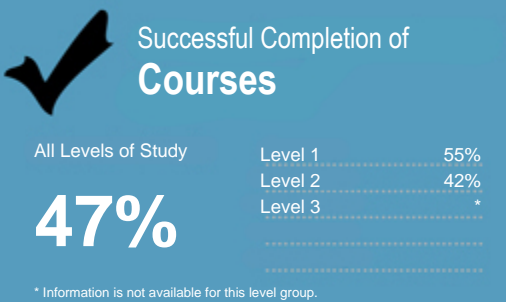 Successful Completion of
Courses
All Levels of Study
47%
Level 1 55%
Level 2 42%
Level 3 *
* Information is not available for this level group.